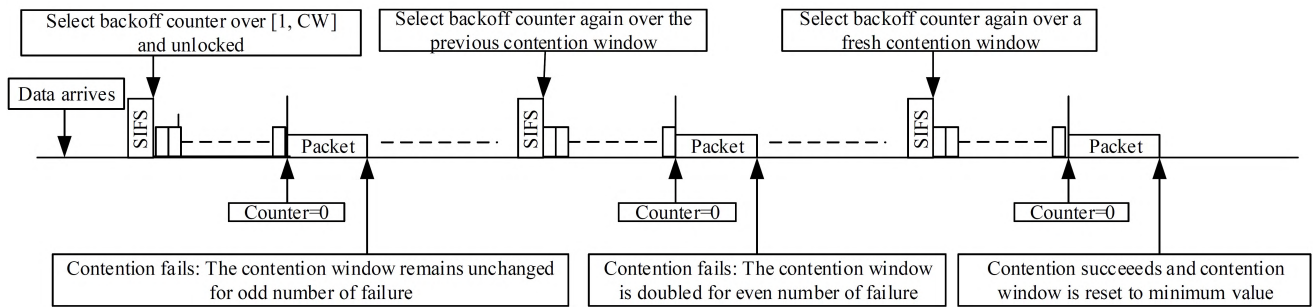 Select backoff counter over [1, CW]
and unlocked
Select backoff counter again over the
previous contention window
Select backoff counter again over a
fresh contention window
Data arrives
SIFS
Packet
SIFS
Packet
SIFS
Packet
Counter=0
Counter=0
Counter=0
Contention fails: The contention window remains unchanged
for odd number of failure
Contention fails: The contention window
is doubled for even number of failure
Contention succeeeds and contention
window is reset to minimum value